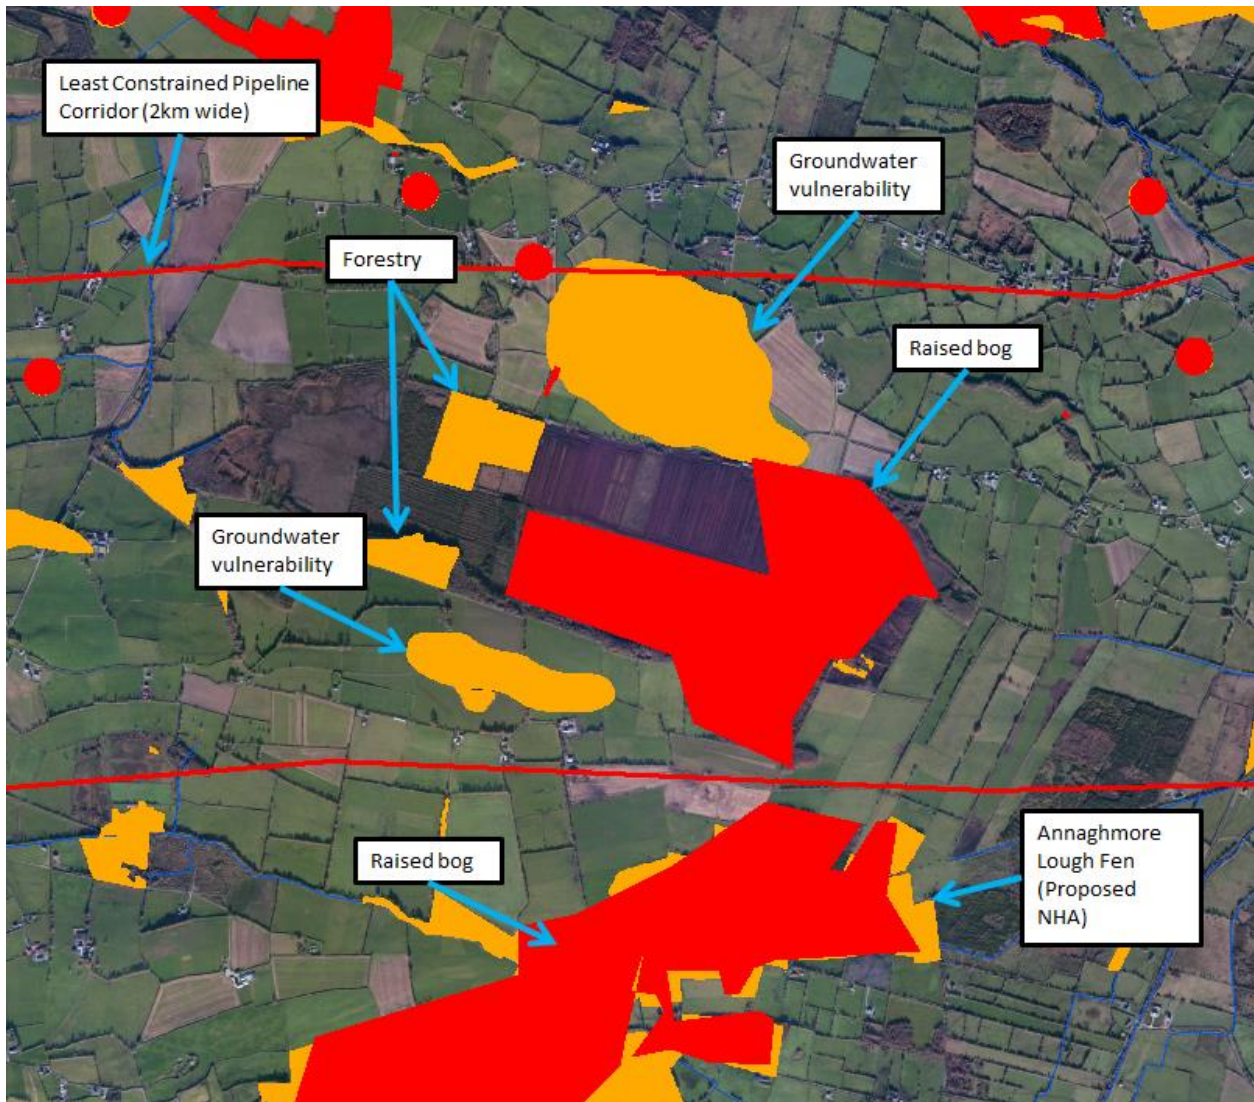 Least Constrained Pipeline
Corridor (2km wide)
Groundwater
vulnerability
Forestry
Raised bog
Groundwater
vulnerability
Raised bog
Annaghmore
Lough Fen
(Proposed
NHA)